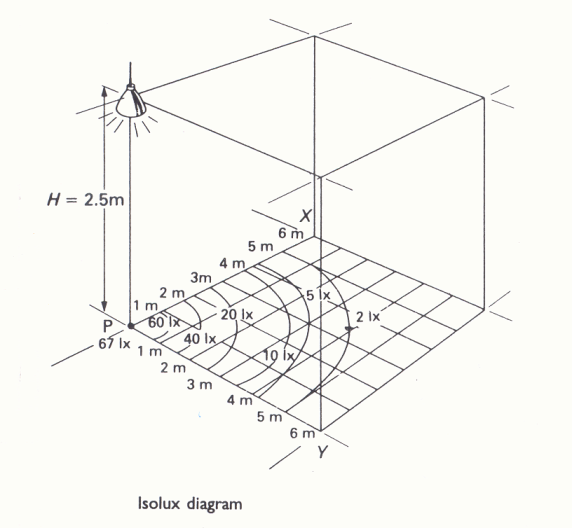 H = 2.5m
X
6 m
5 m
4 m
3m
2 m
1 m
5 lx
2 lx
20 lx
60 lx
40 lx
10 lx
P
67 lx
1 m
2 m
3 m
4 m
5 m
6 m
Y
Isolux diagram